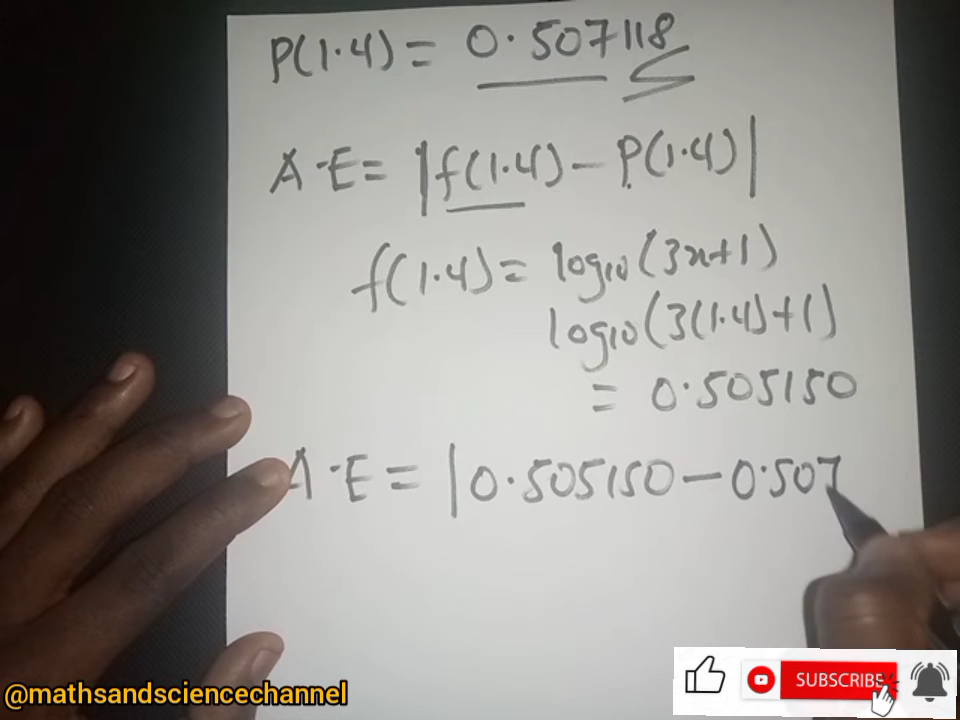 P(1.4) = 0.507118
A.E = |f(1.4) - P(1.4)|
f(1.4) = log10(3x+1)
log10(3(1.4)+1)
= 0.505150
A.E = |0.505150 - 0.507
@mathsandsciencechannel
SUBSCRIBE